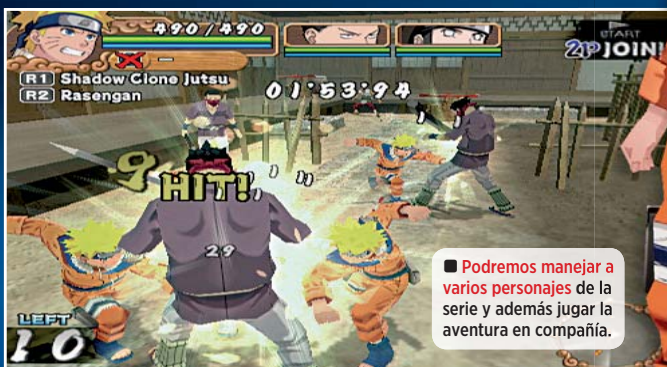 490/490
START
2P JOIN!
R1 Shadow Clone Jutsu
R2 Rasengan
01'53"94
9 HIT!
29
LEFT
10
■ Podremos manejar a
varios personajes de la
serie y además jugar la
aventura en compañía.